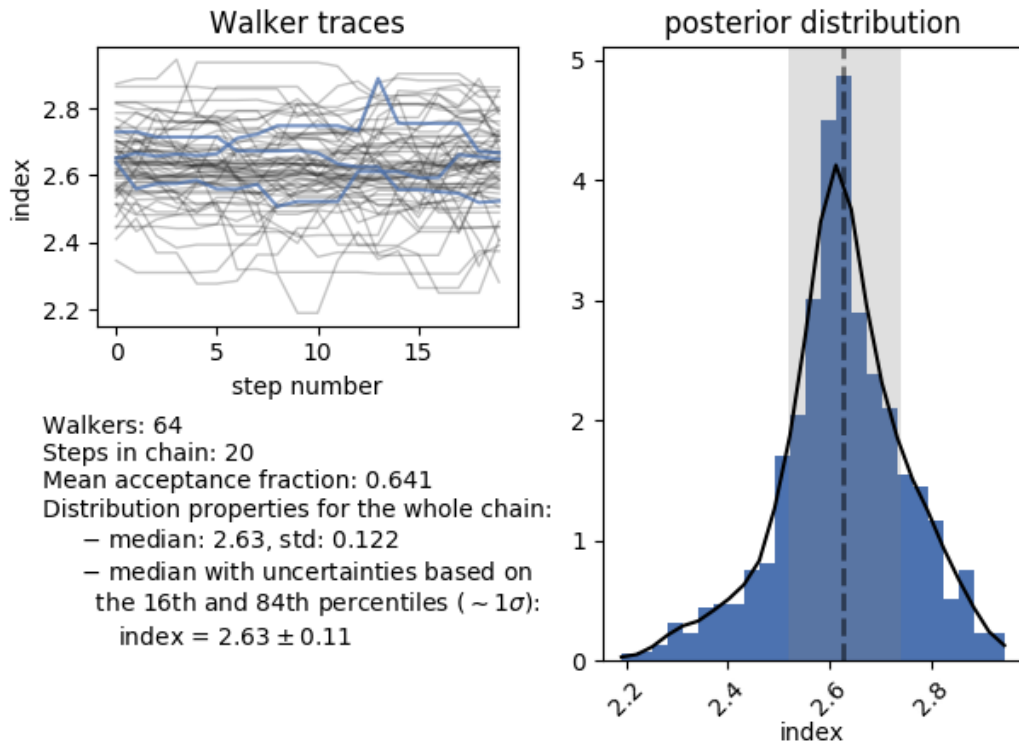 Walker traces
index
2.8
2.6
2.4
2.2
0
5
10
15
step number
Walkers: 64
Steps in chain: 20
Mean acceptance fraction: 0.641
Distribution properties for the whole chain:
− median: 2.63, std: 0.122
− median with uncertainties based on
the 16th and 84th percentiles (∼1σ):
index = 2.63 ± 0.11
posterior distribution
5
4
3
2
1
0
2.2
2.4
2.6
2.8
index